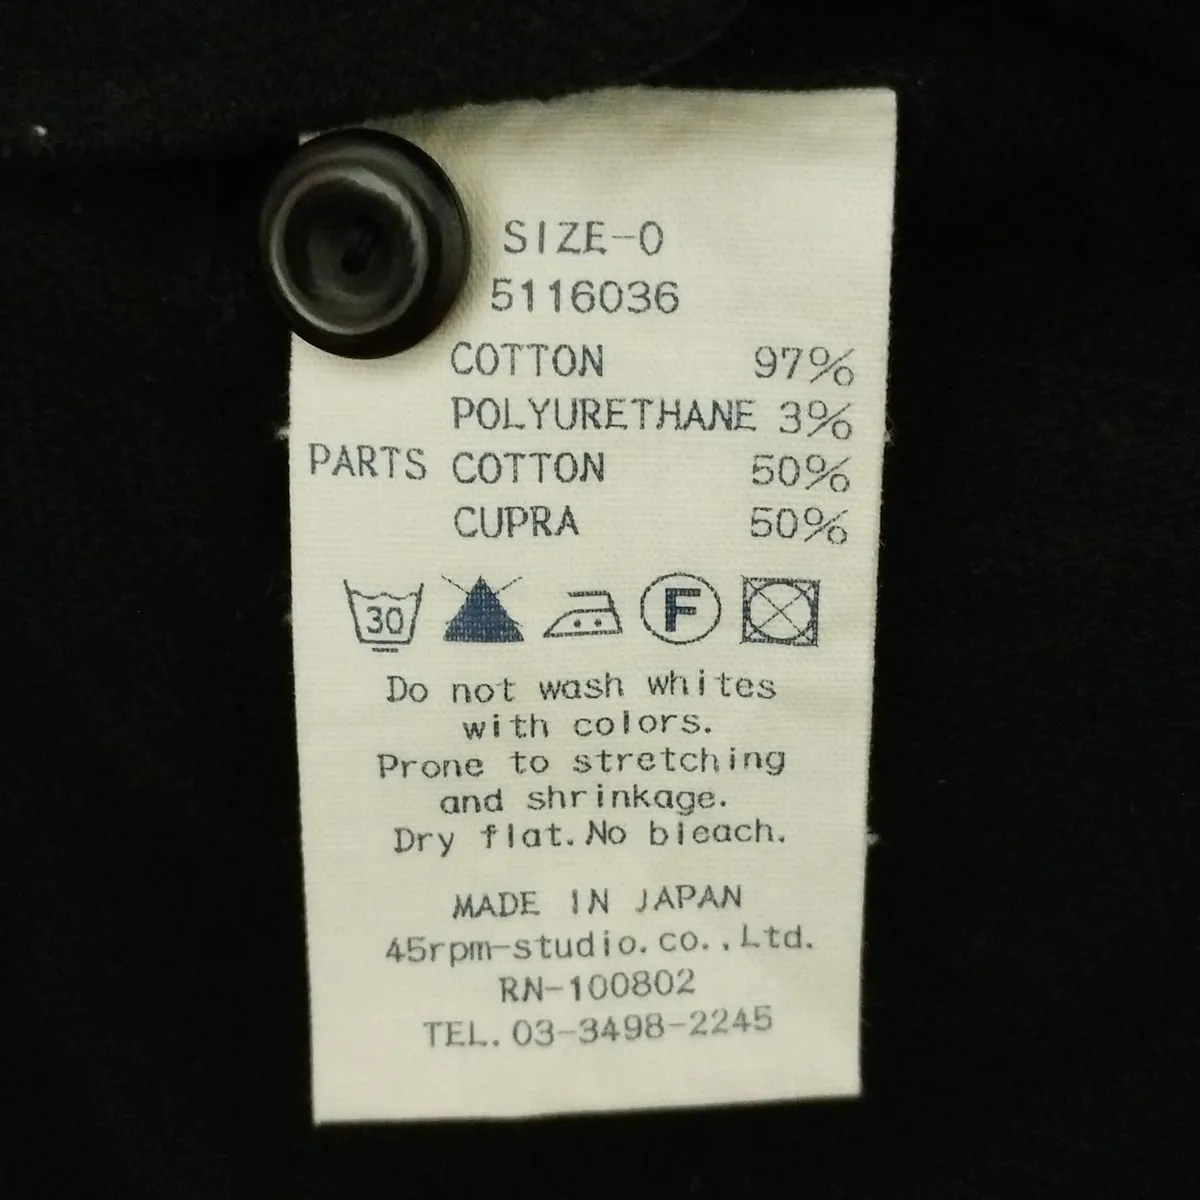 SIZE-0
5116036
COTTON 97%
POLYURETHANE 3%
PARTS COTTON 50%
CUPRA 50%
30 F
Do not wash whites
with colors.
Prone to stretching
and shrinkage.
Dry flat. No bleach.
MADE IN JAPAN
45rpm-studio.co.,Ltd.
RN-100802
TEL. 03-3498-2245